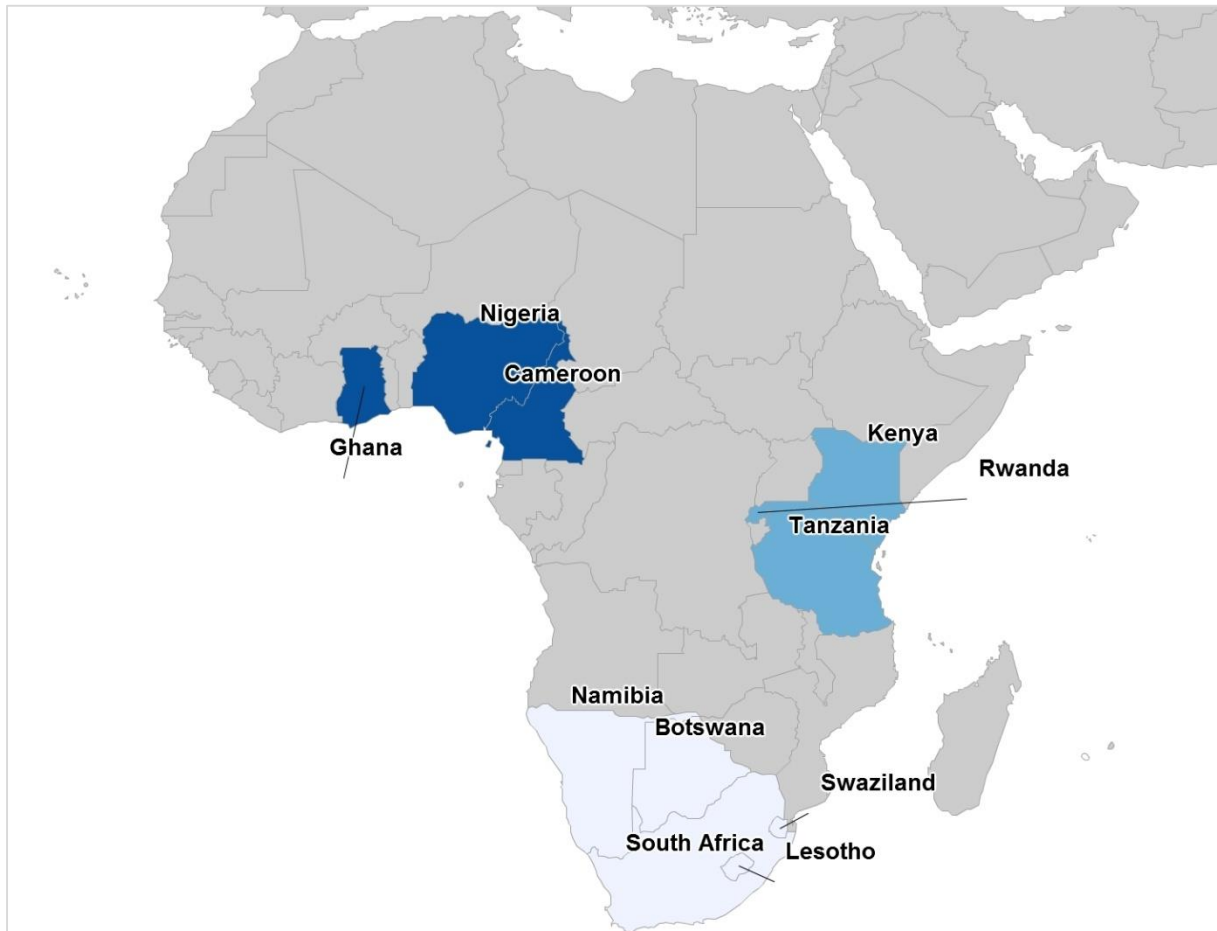 Nigeria
Cameroon
Ghana
Kenya
Rwanda
Tanzania
Namibia
Botswana
Swaziland
South Africa
Lesotho